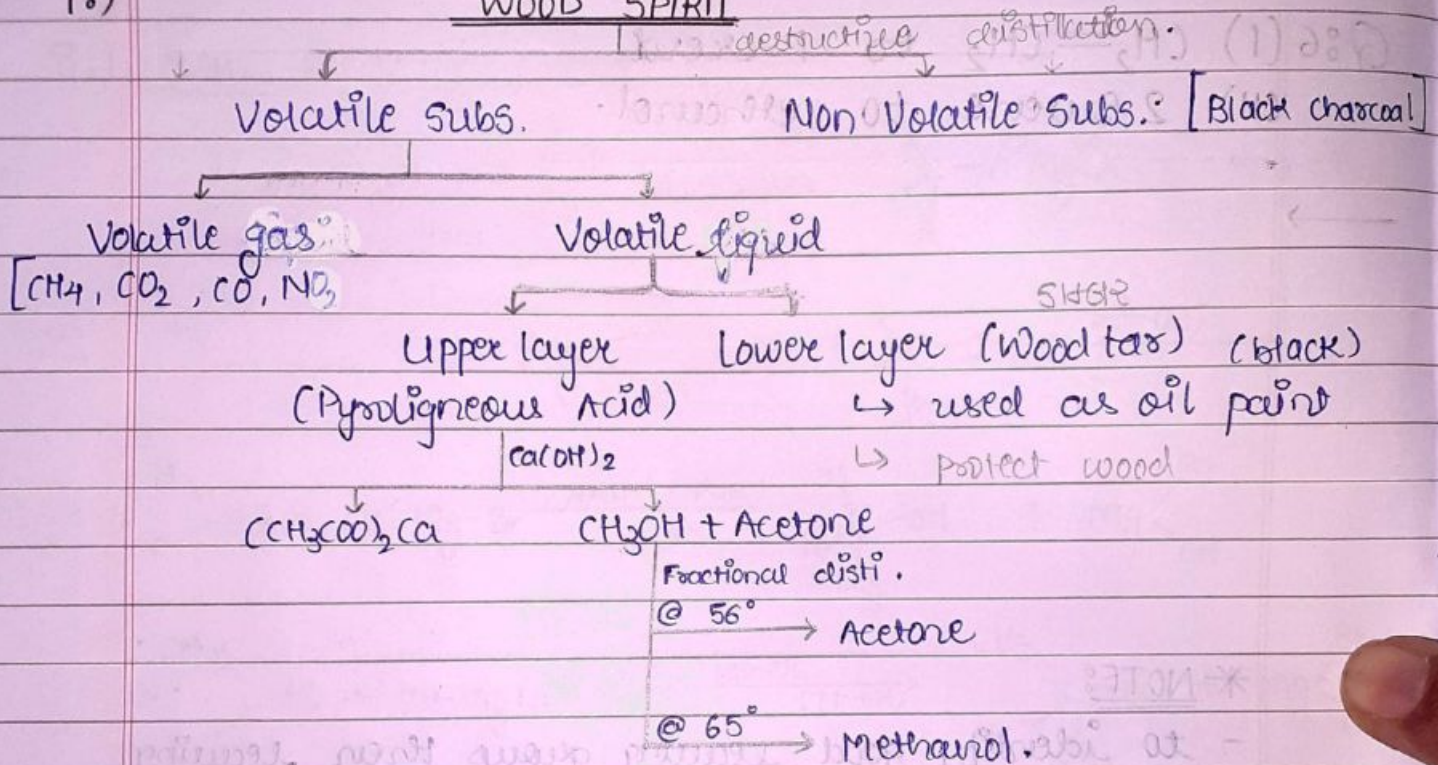 WOOD SPIRIT
destructive distillation.
Volatile subs. Non Volatile Subs: [Black charcoal]
Volatile gas Volatile liquid
[CH4, CO2, CO, NO2
Upper layer Lower layer (Wood tar) (black)
(Pyroligneous Acid) ↳ used as oil paint
Ca(OH)2 ↳ protect wood
(CH3COO)2Ca CH3OH + Acetone
Fractional disti.
@ 56° → Acetone
@ 65° → Methanol.